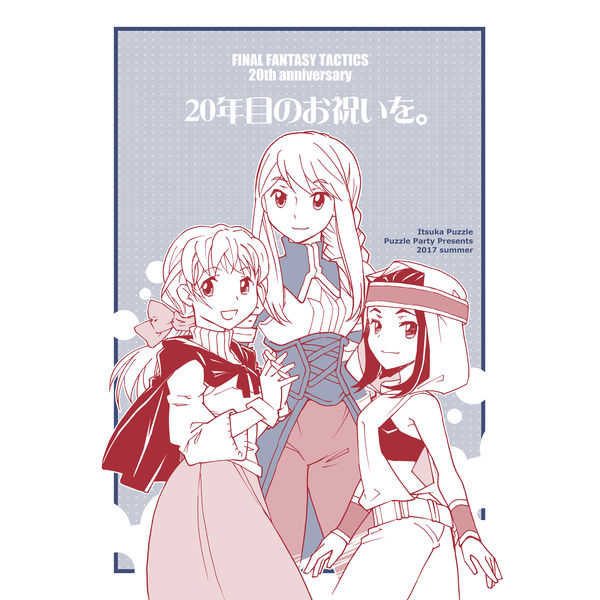 FINAL FANTASY TACTICS
20th anniversary
20年目のお祝いを。
Itsuka Puzzle
Puzzle Party Presents
2017 summer